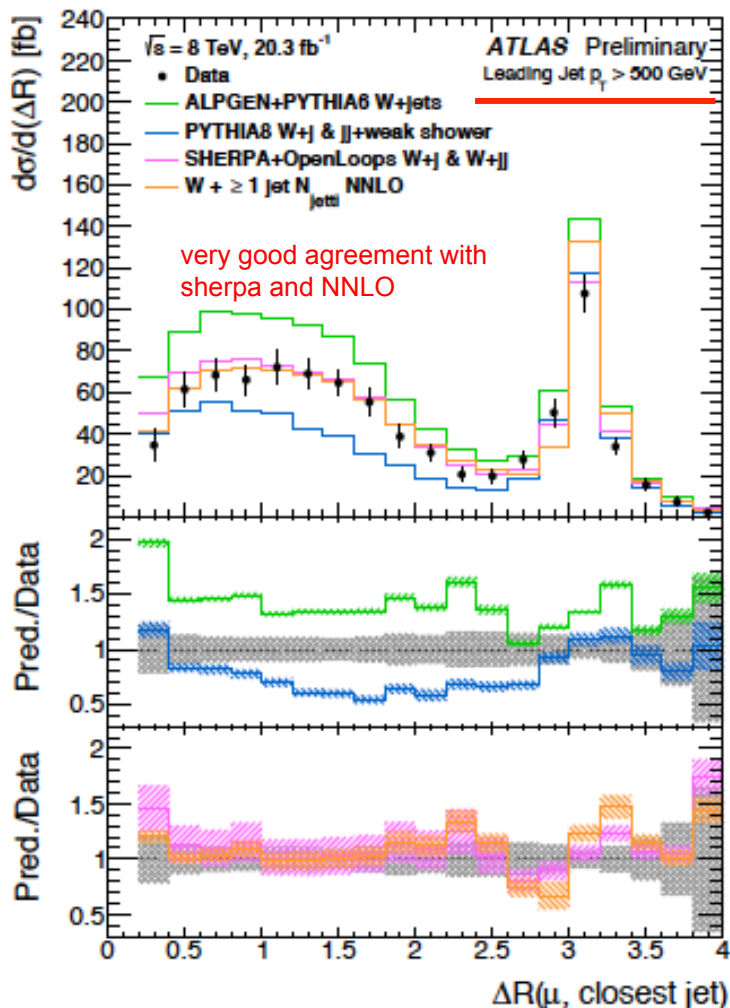 dσ/d(ΔR) [fb]
240
220
200
180
160
140
120
100
80
60
40
20
√s = 8 TeV, 20.3 fb⁻¹
ATLAS Preliminary
Leading Jet p_T > 500 GeV
Data
ALPGEN+PYTHIA6 W+jets
PYTHIA8 W+j & jj+weak shower
SHERPA+OpenLoops W+j & W+jj
W + ≥ 1 jet N_jetti NNLO
very good agreement with
sherpa and NNLO
Pred./Data
2
1.5
1
0.5
Pred./Data
2
1.5
1
0.5
0 0.5 1 1.5 2 2.5 3 3.5 4
ΔR(μ, closest jet)